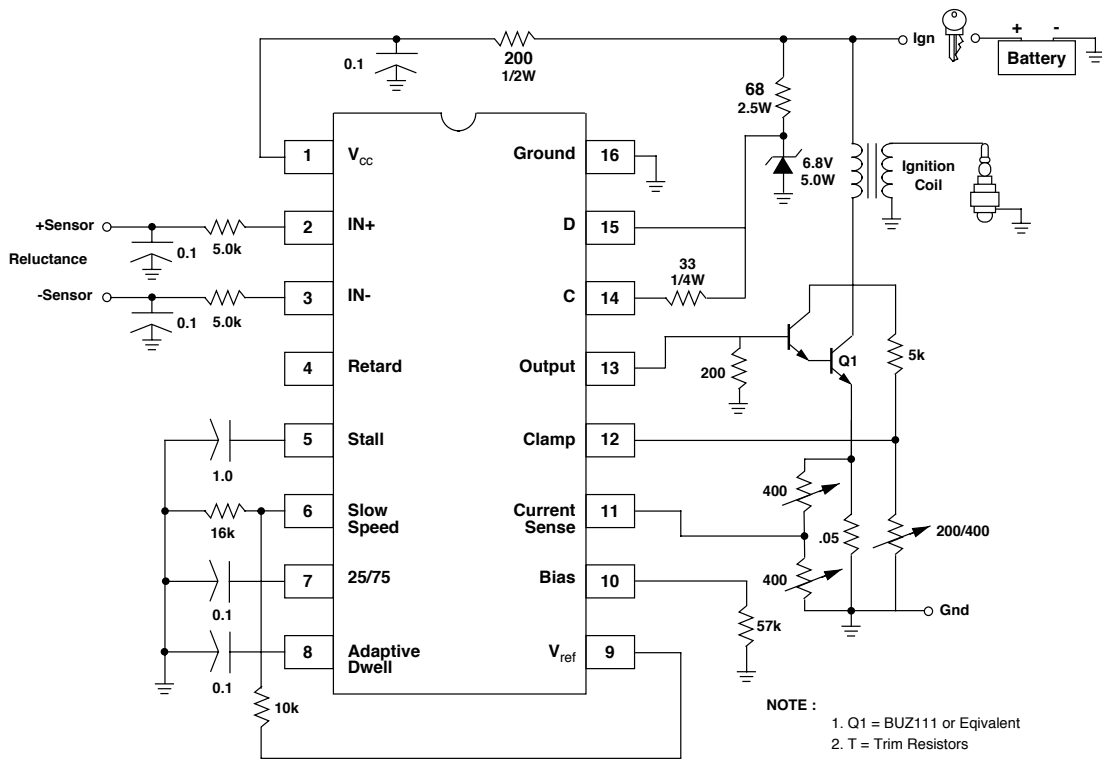 Ign
+ -
Battery
0.1
200
1/2W
68
2.5W
6.8V
5.0W
Ignition
Coil
1 Vcc Ground 16
+Sensor
0.1
5.0k
2 IN+ D 15
Reluctance
33
1/4W
-Sensor
0.1
5.0k
3 IN- C 14
4 Retard Output 13
200
Q1
5k
5 Stall Clamp 12
1.0
400
6 Slow
Speed
Current
Sense
11
16k
.05
200/400
7 25/75 Bias 10
0.1
400
Gnd
57k
8 Adaptive
Dwell
Vref 9
0.1
10k
NOTE :
1. Q1 = BUZ111 or Eqivalent
2. T = Trim Resistors